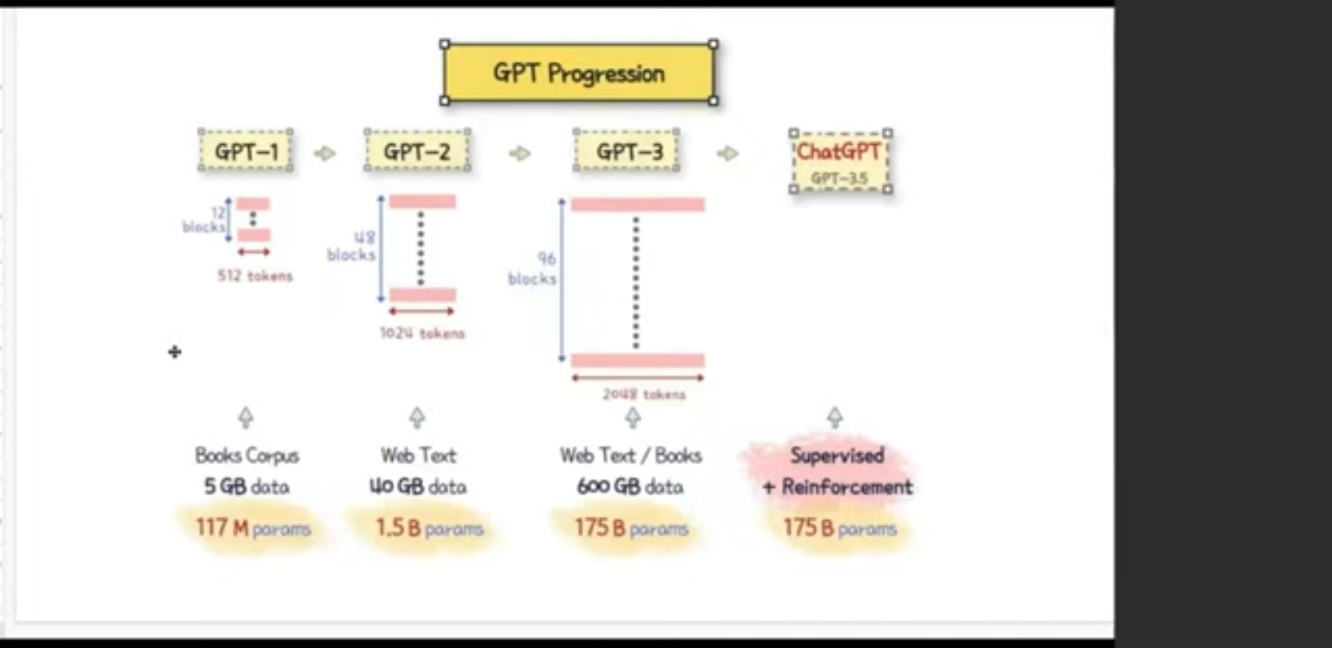 GPT Progression
GPT-1
GPT-2
GPT-3
ChatGPT
GPT-3.5
12
blocks
512 tokens
48
blocks
1024 tokens
96
blocks
2048 tokens
Books Corpus
5 GB data
117 M params
Web Text
40 GB data
1.5 B params
Web Text / Books
600 GB data
175 B params
Supervised
+ Reinforcement
175 B params